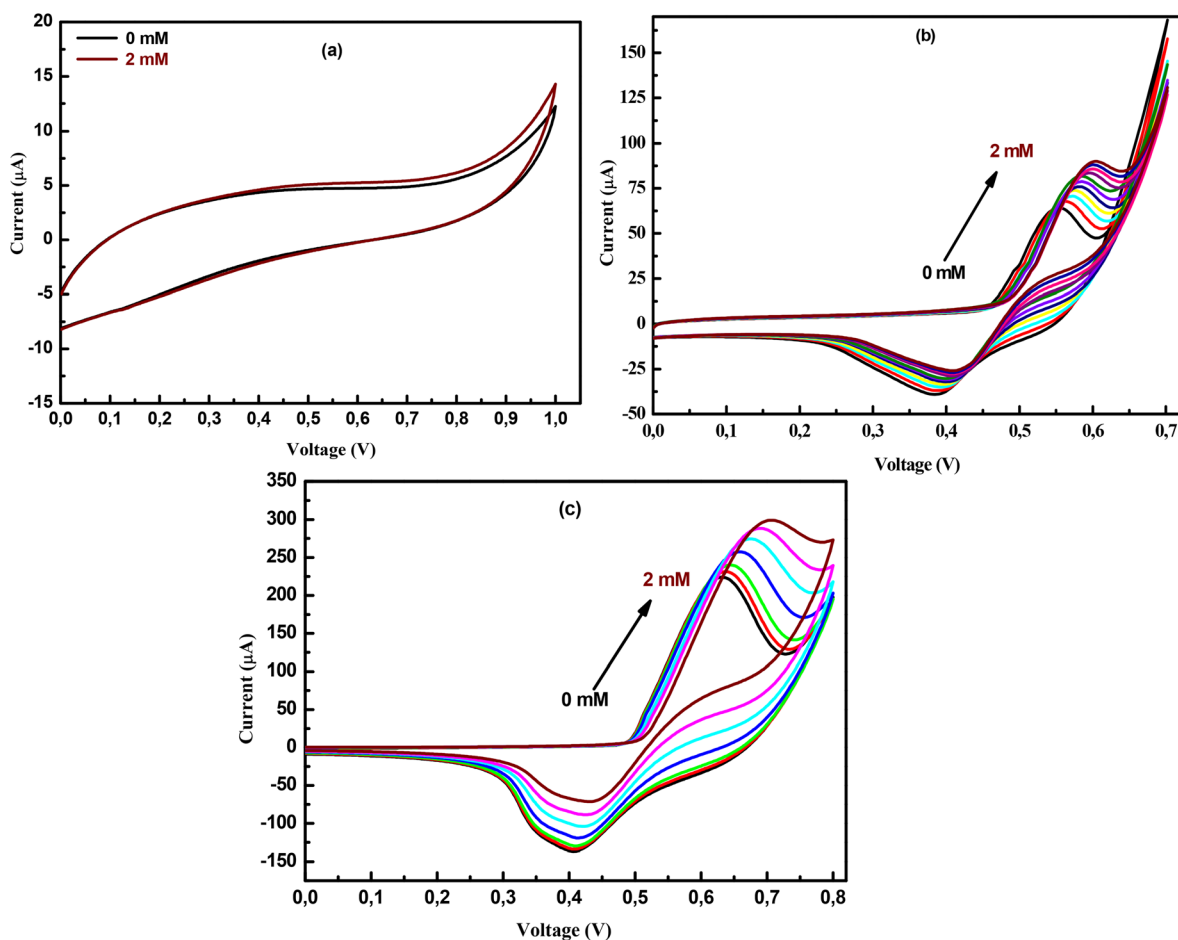 (a)
0 mM
2 mM
20
15
10
5
0
-5
-10
-15
Current (μA)
0,0 0,1 0,2 0,3 0,4 0,5 0,6 0,7 0,8 0,9 1,0
Voltage (V)
(b)
2 mM
0 mM
150
125
100
75
50
25
0
-25
-50
Current (μA)
0,0 0,1 0,2 0,3 0,4 0,5 0,6 0,7
Voltage (V)
(c)
2 mM
0 mM
350
300
250
200
150
100
50
0
-50
-100
-150
Current (μA)
0,0 0,1 0,2 0,3 0,4 0,5 0,6 0,7 0,8
Voltage (V)